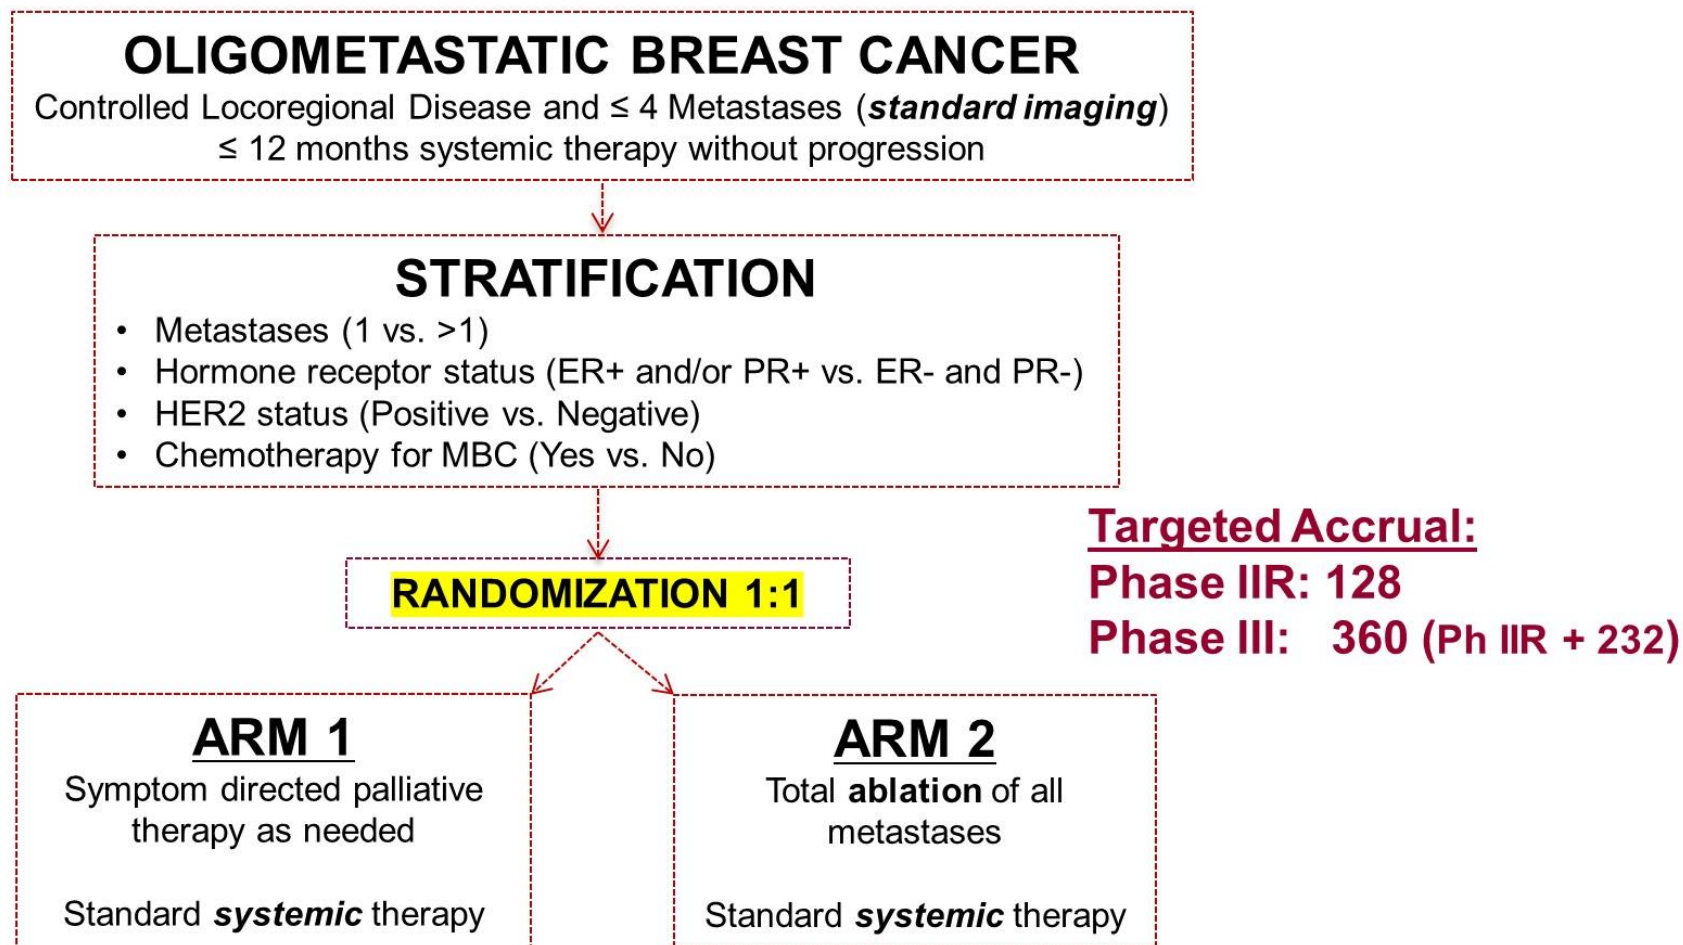 OLIGOMETASTATIC BREAST CANCER
Controlled Locoregional Disease and ≤ 4 Metastases (standard imaging)
≤ 12 months systemic therapy without progression
STRATIFICATION
• Metastases (1 vs. >1)
• Hormone receptor status (ER+ and/or PR+ vs. ER- and PR-)
• HER2 status (Positive vs. Negative)
• Chemotherapy for MBC (Yes vs. No)
RANDOMIZATION 1:1
Targeted Accrual:
Phase IIR: 128
Phase III: 360 (Ph IIR + 232)
ARM 1
Symptom directed palliative
therapy as needed
Standard systemic therapy
ARM 2
Total ablation of all
metastases
Standard systemic therapy